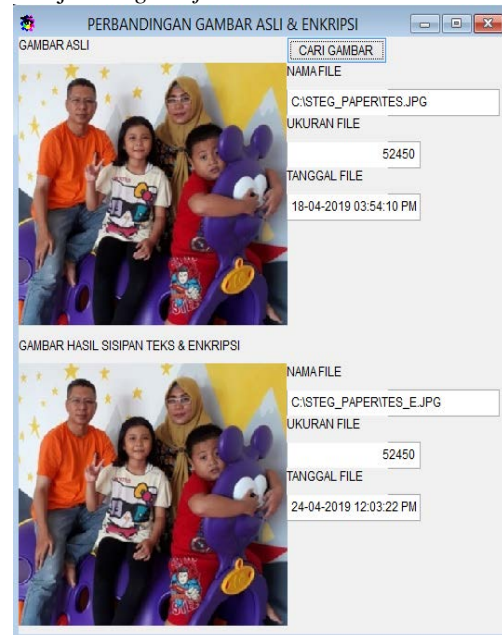 PERBANDINGAN GAMBAR ASLI & ENKRIPSI
GAMBAR ASLI
CARI GAMBAR
NAMA FILE
C:\STEG_PAPER\TES.JPG
UKURAN FILE
52450
TANGGAL FILE
18-04-2019 03:54:10 PM
GAMBAR HASIL SISIPAN TEKS & ENKRIPSI
NAMA FILE
C:\STEG_PAPER\TES_E.JPG
UKURAN FILE
52450
TANGGAL FILE
24-04-2019 12:03:22 PM